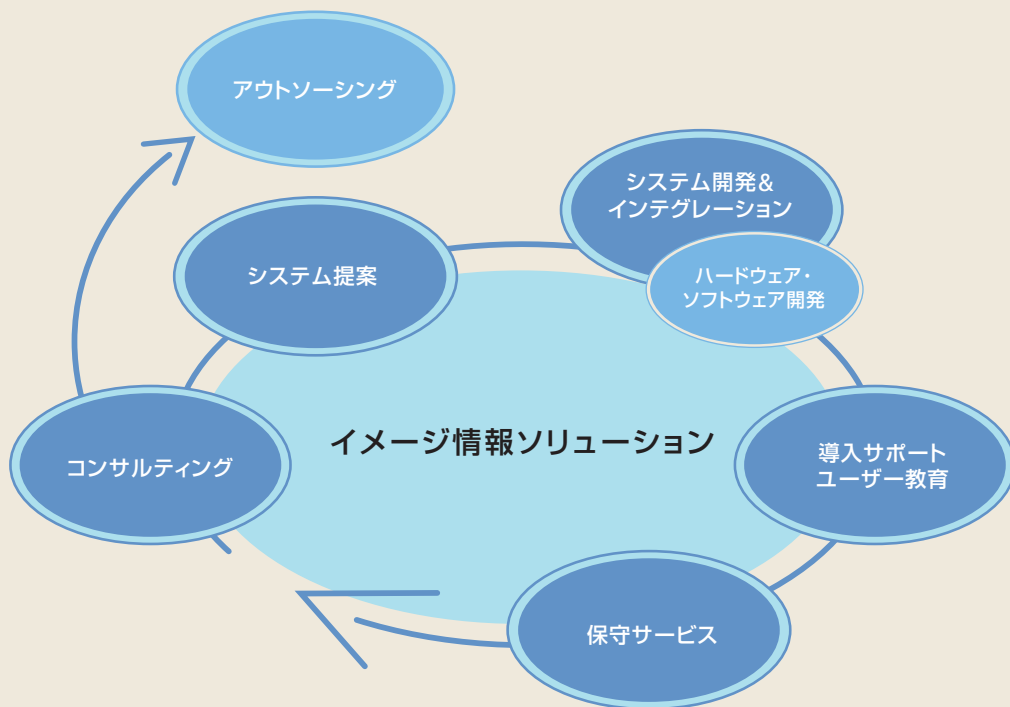 アウトソーシング
システム開発&
インテグレーション
ハードウェア・
ソフトウェア開発
システム提案
イメージ情報ソリューション
コンサルティング
導入サポート
ユーザー教育
保守サービス